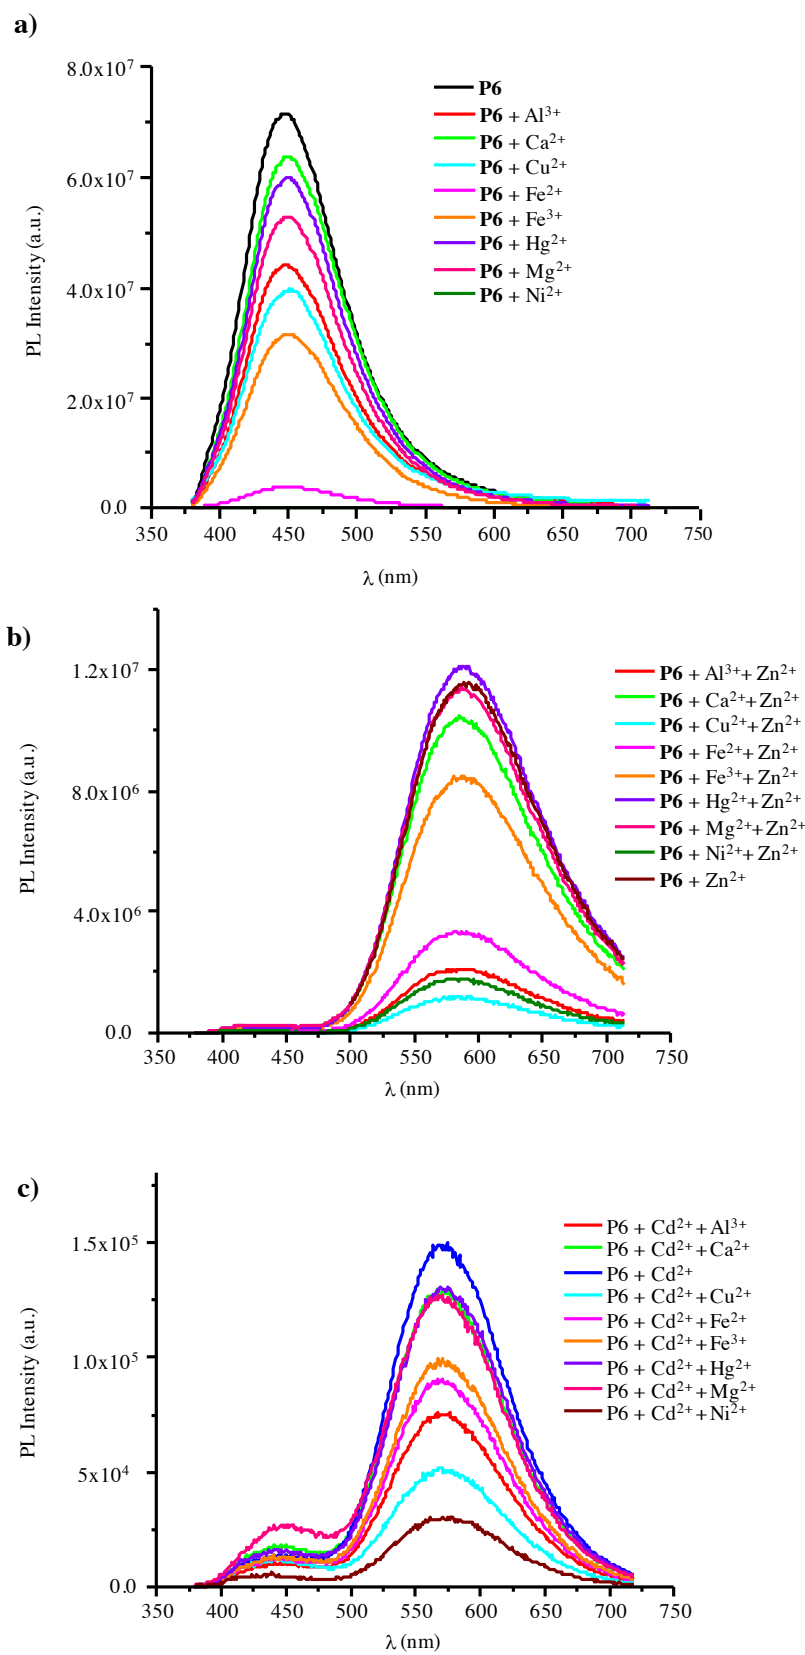 a)
8.0x10⁷
6.0x10⁷
4.0x10⁷
2.0x10⁷
0.0
PL Intensity (a.u.)
350 400 450 500 550 600 650 700 750
λ (nm)
P6
P6 + Al³⁺
P6 + Ca²⁺
P6 + Cu²⁺
P6 + Fe²⁺
P6 + Fe³⁺
P6 + Hg²⁺
P6 + Mg²⁺
P6 + Ni²⁺
b)
1.2x10⁷
8.0x10⁶
4.0x10⁶
0.0
PL Intensity (a.u.)
350 400 450 500 550 600 650 700 750
λ (nm)
P6 + Al³⁺+ Zn²⁺
P6 + Ca²⁺+ Zn²⁺
P6 + Cu²⁺+ Zn²⁺
P6 + Fe²⁺+ Zn²⁺
P6 + Fe³⁺+ Zn²⁺
P6 + Hg²⁺+ Zn²⁺
P6 + Mg²⁺+ Zn²⁺
P6 + Ni²⁺+ Zn²⁺
P6 + Zn²⁺
c)
1.5x10⁵
1.0x10⁵
5x10⁴
0.0
PL Intensity (a.u.)
350 400 450 500 550 600 650 700 750
λ (nm)
P6 + Cd²⁺+ Al³⁺
P6 + Cd²⁺+ Ca²⁺
P6 + Cd²⁺
P6 + Cd²⁺+ Cu²⁺
P6 + Cd²⁺+ Fe²⁺
P6 + Cd²⁺+ Fe³⁺
P6 + Cd²⁺+ Hg²⁺
P6 + Cd²⁺+ Mg²⁺
P6 + Cd²⁺+ Ni²⁺